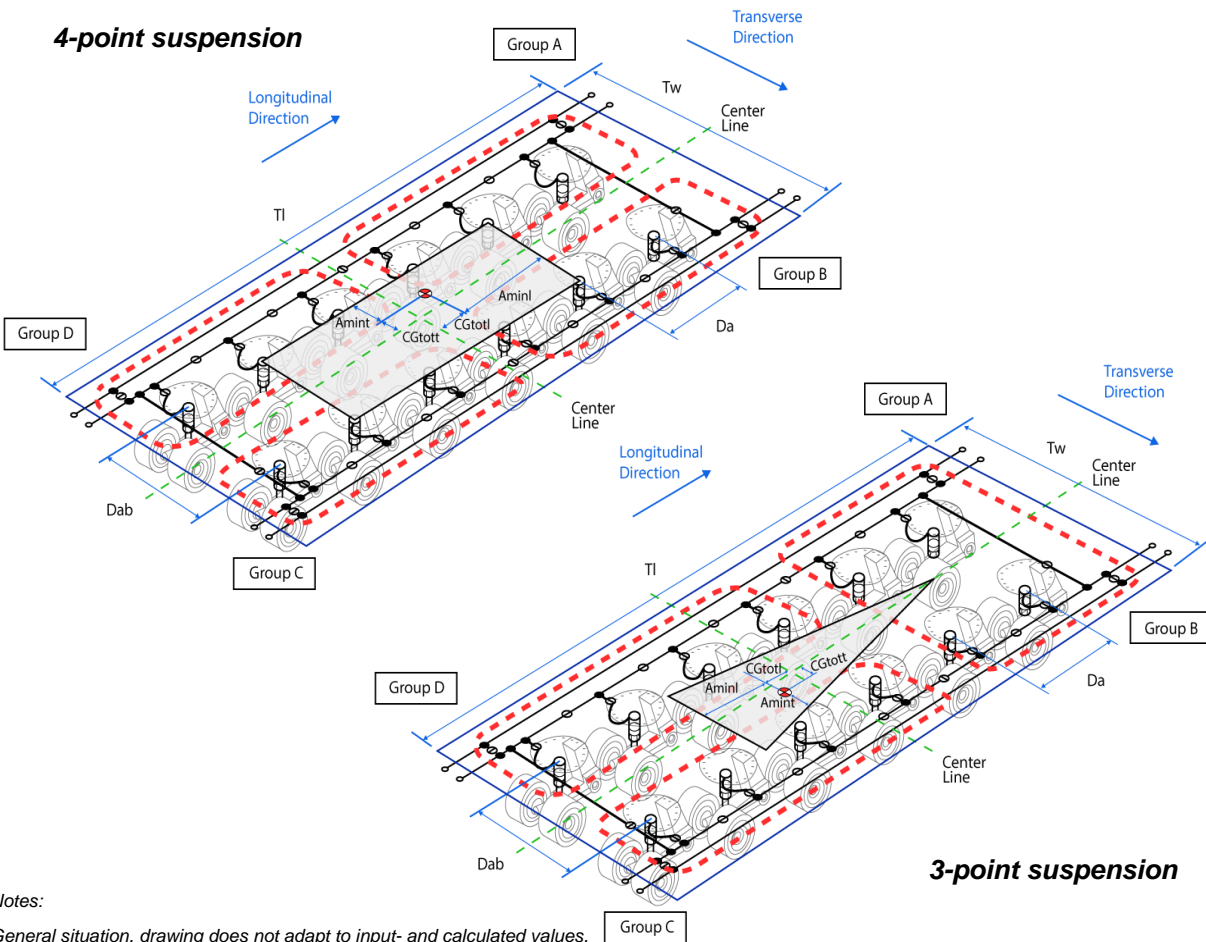 4-point suspension
Group A
Transverse
Direction
Tw
Longitudinal
Direction
Center
Line
Tl
Group B
Aminl
Amint
CGtotl
CGtott
Da
Group D
Center
Line
Dab
Group C
Group A
Transverse
Direction
Tw
Longitudinal
Direction
Center
Line
Tl
Group B
CGtotl
CGtott
Aminl
Amint
Da
Group D
Center
Line
Dab
3-point suspension
Group C
Notes:
General situation, drawing does not adapt to input- and calculated values.